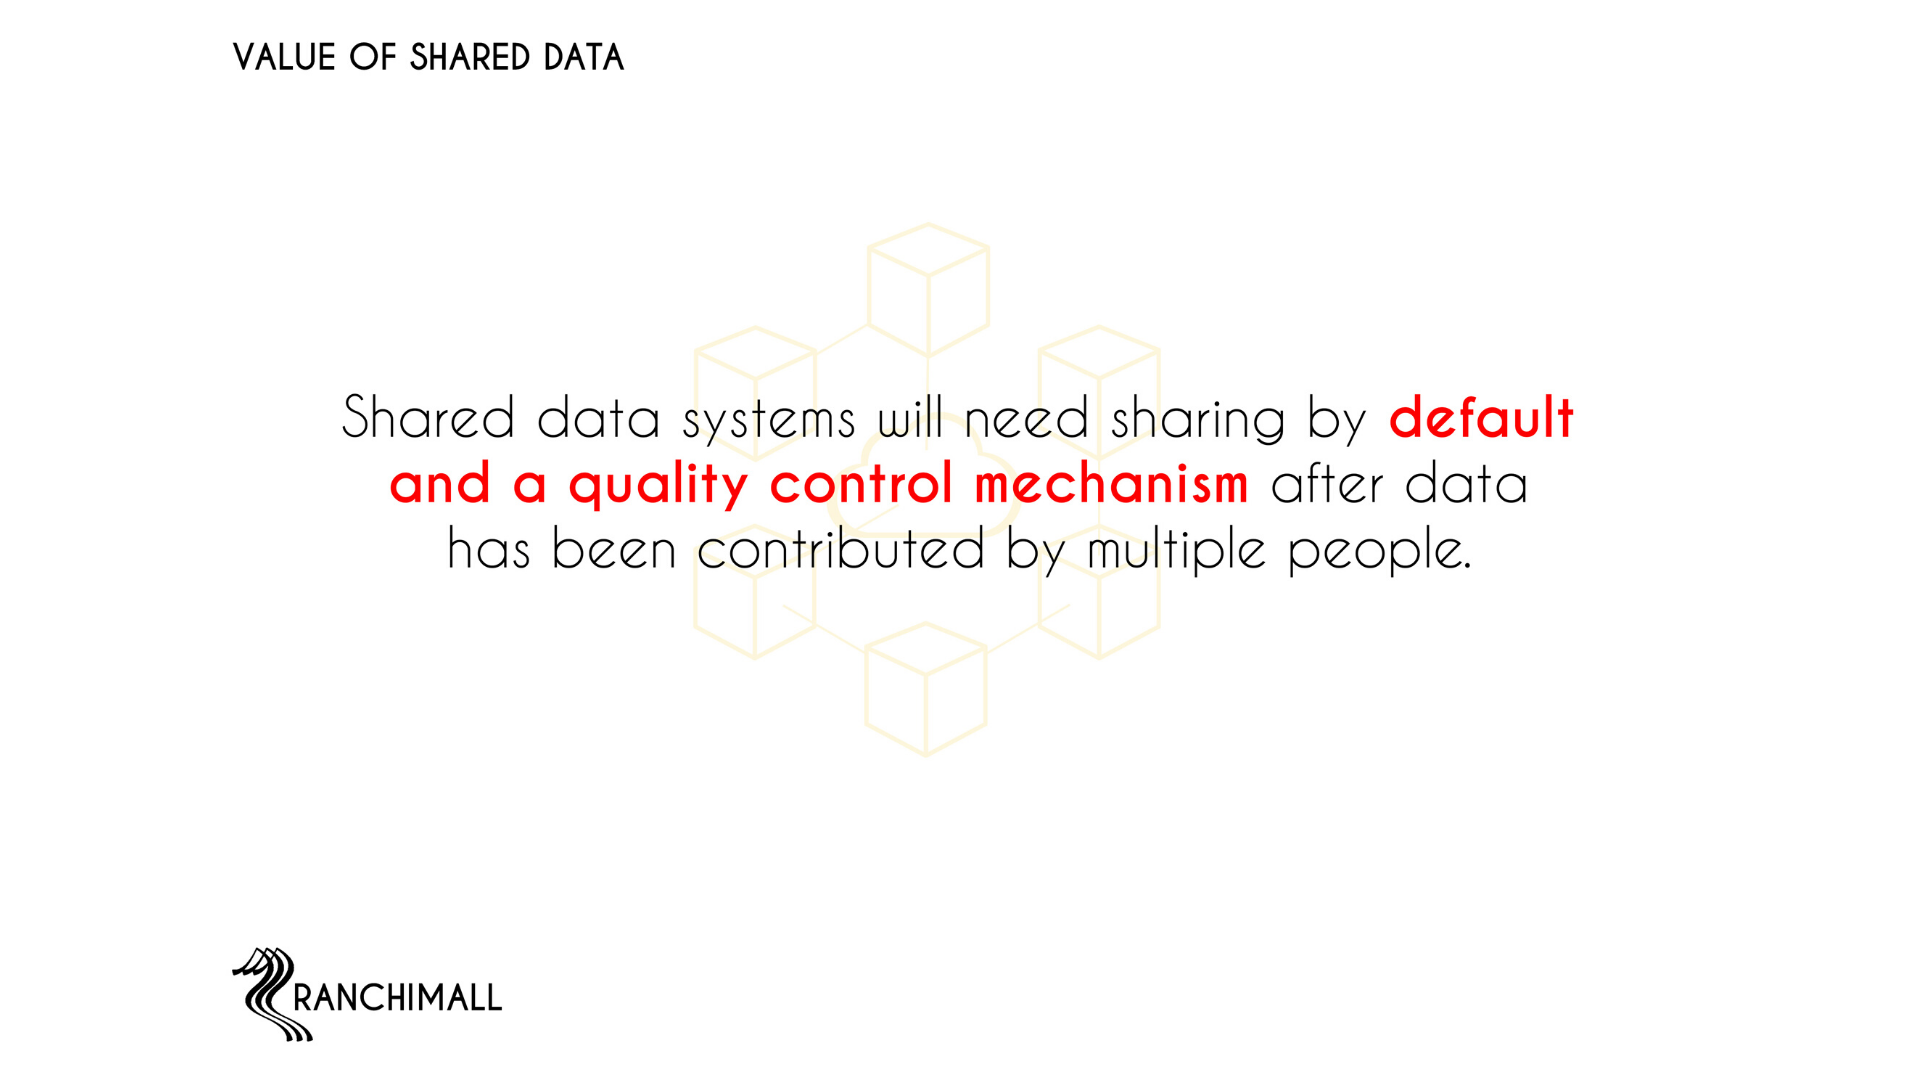 VALUE OF SHARED DATA
Shared data systems will need sharing by default
and a quality control mechanism after data
has been contributed by multiple people.
RANCHIMALL